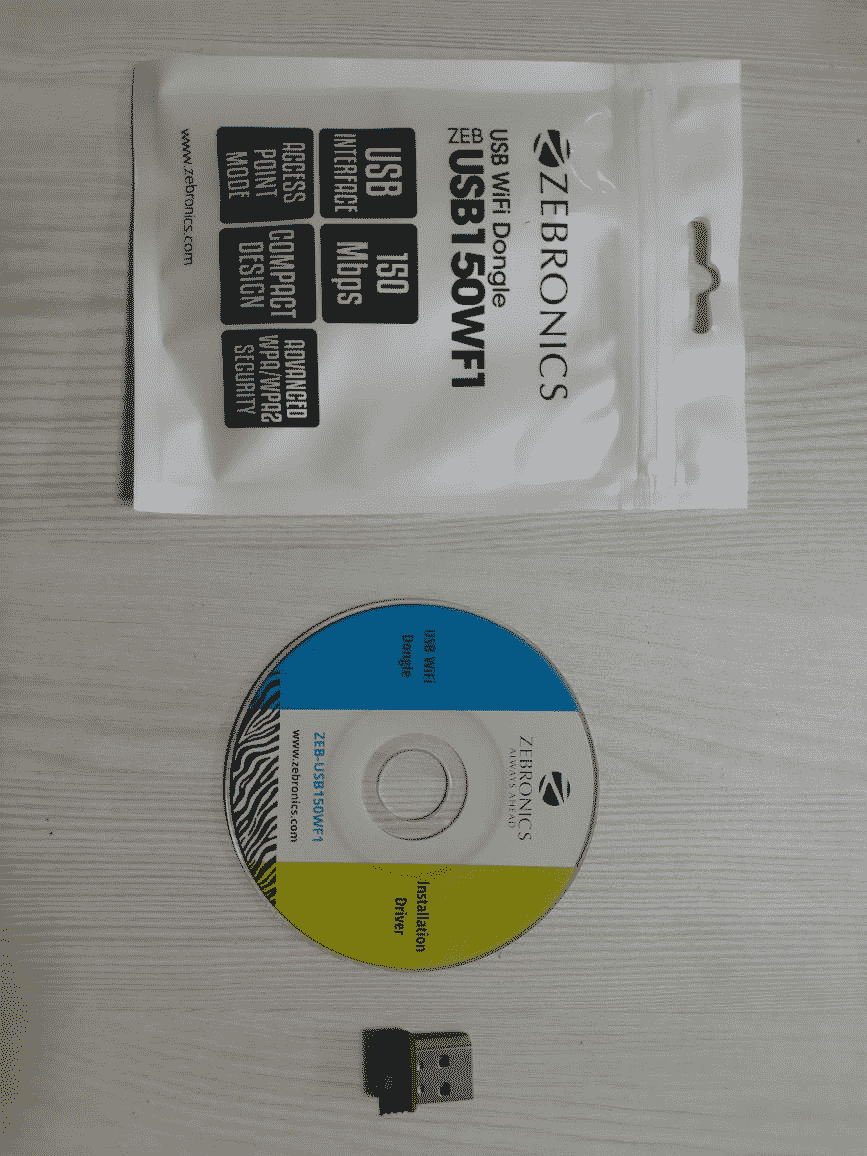 ZEBRONICS
USB WiFi Dongle
ZEB USB150WF1
USB
INTERFACE
150
Mbps
ACCESS
POINT
MODE
COMPACT
DESIGN
ADVANCED
WPA/WPA2
SECURITY
www.zebronics.com
ZEBRONICS
ALWAYS AHEAD
USB WiFi
Dongle
Installation
Driver
ZEB-USB150WF1
www.zebronics.com